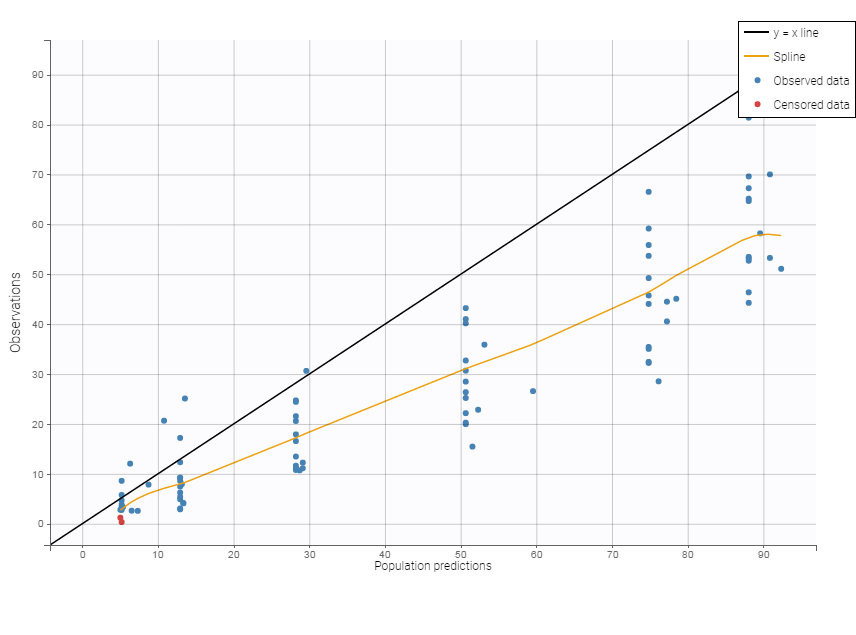 y = x line
Spline
Observed data
Censored data
90
80
70
60
50
40
30
20
10
0
Observations
0 10 20 30 40 50 60 70 80 90
Population predictions